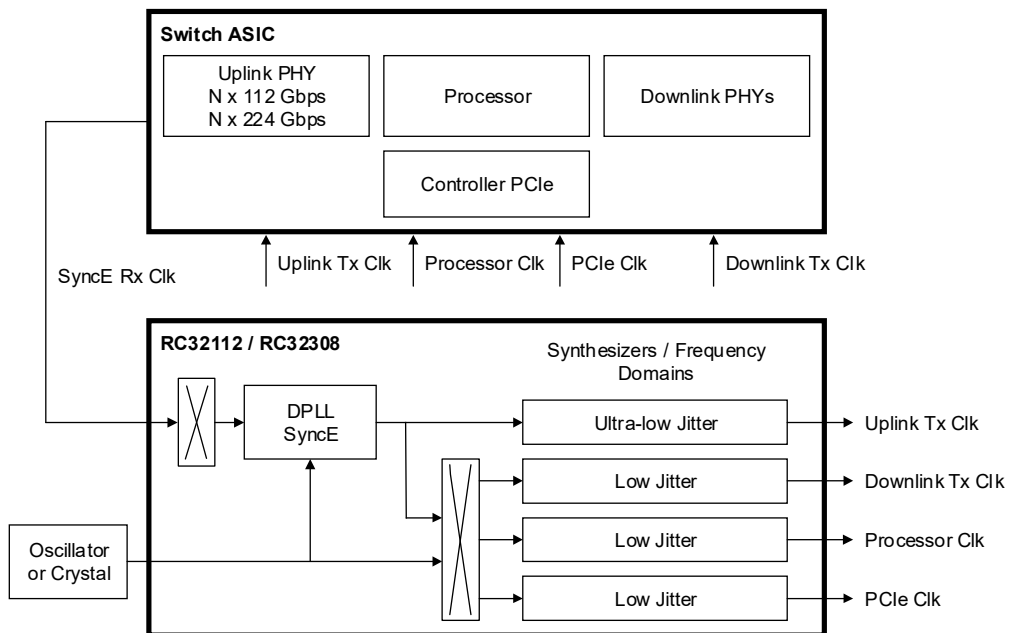 Switch ASIC
Uplink PHY
N x 112 Gbps
N x 224 Gbps
Processor
Downlink PHYs
Controller PCIe
Uplink Tx Clk
Processor Clk
PCIe Clk
Downlink Tx Clk
SyncE Rx Clk
RC32112 / RC32308
Synthesizers / Frequency
Domains
DPLL
SyncE
Ultra-low Jitter
Uplink Tx Clk
Low Jitter
Downlink Tx Clk
Oscillator
or Crystal
Low Jitter
Processor Clk
Low Jitter
PCIe Clk